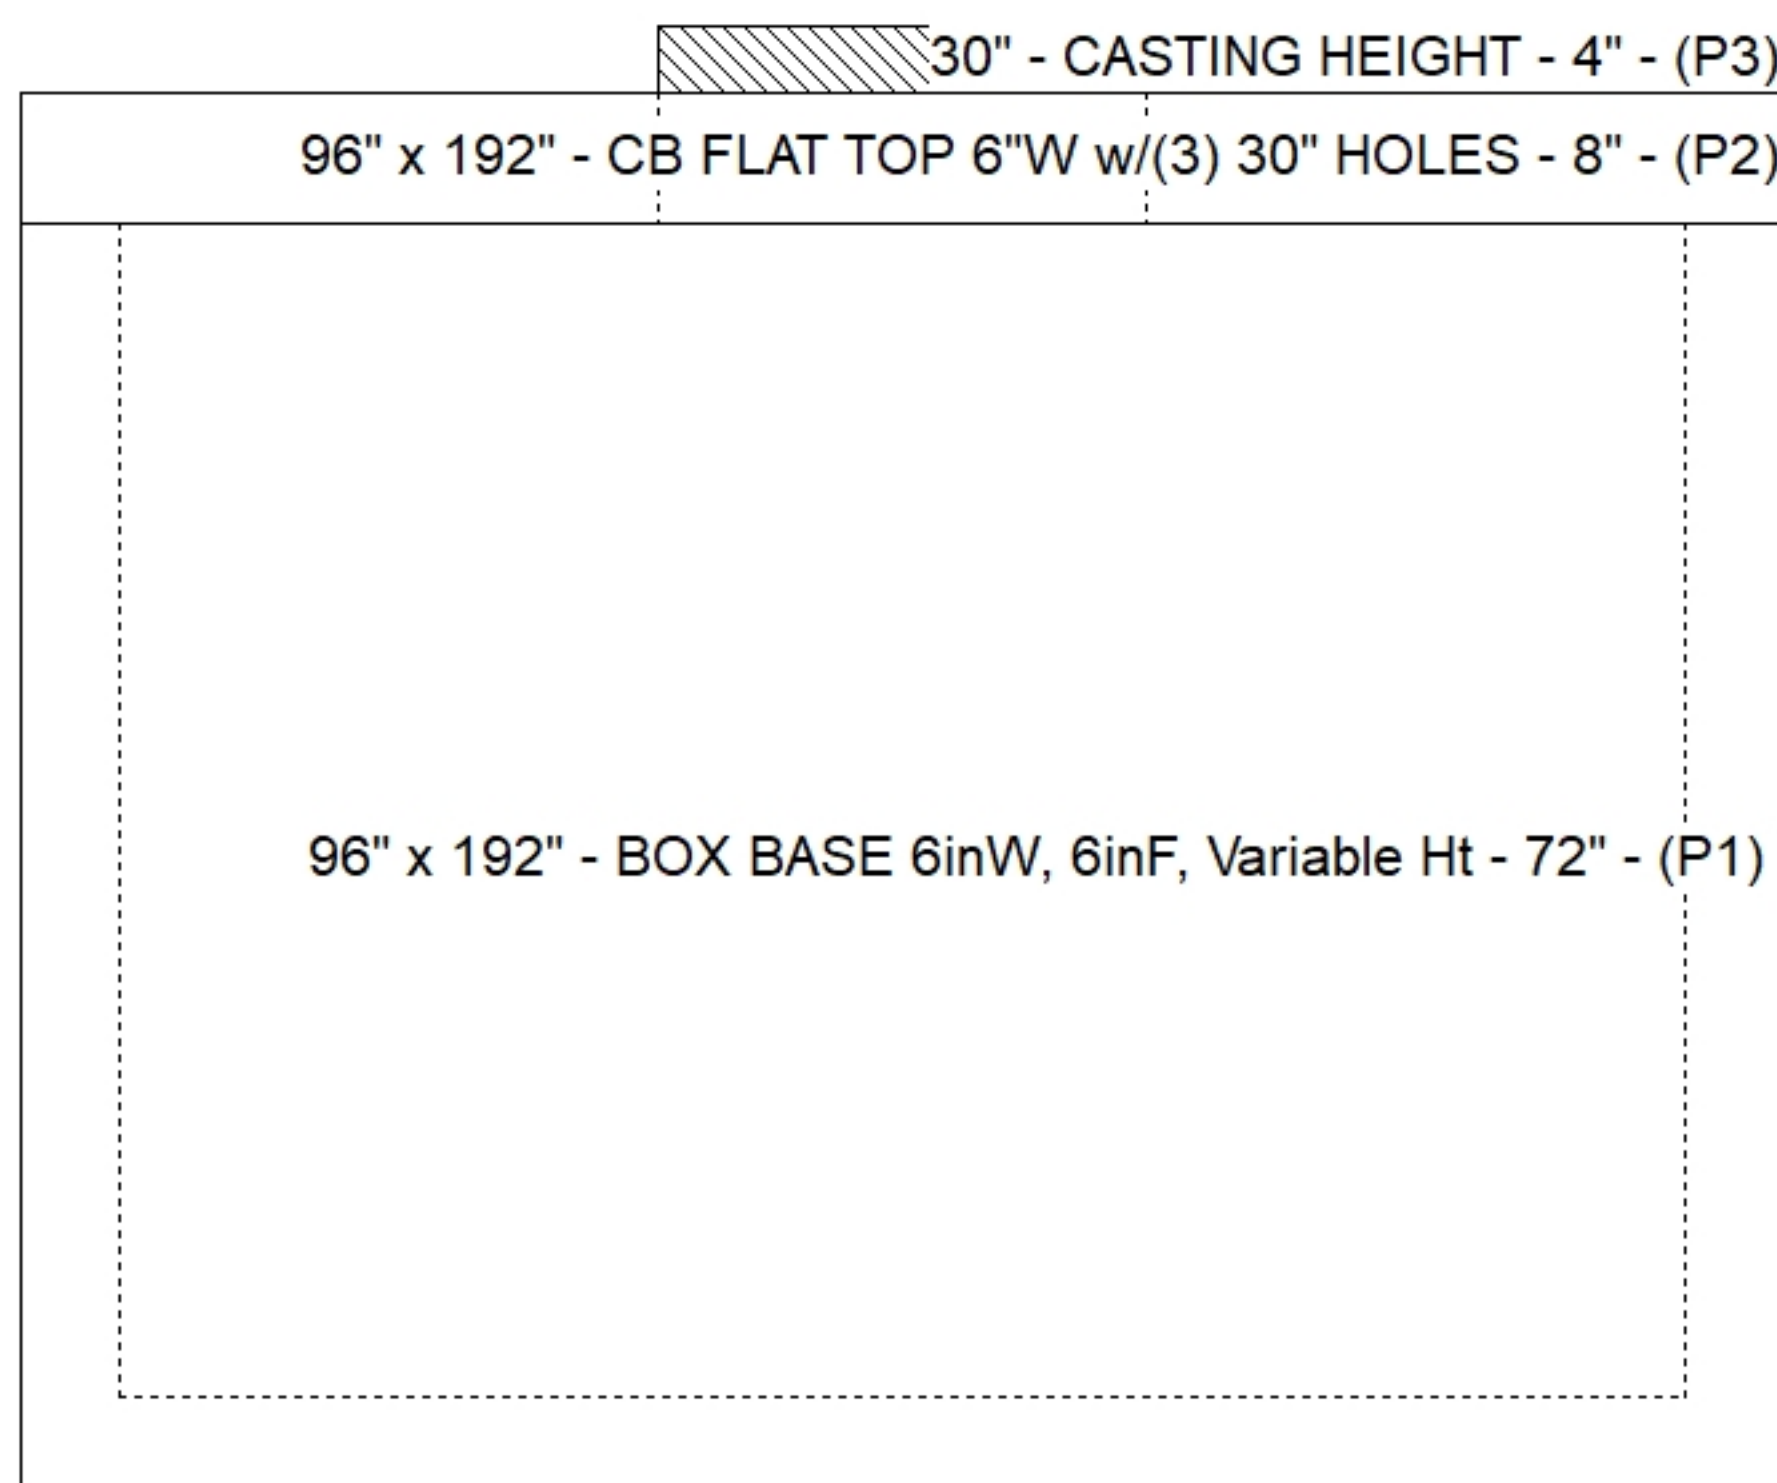 30" - CASTING HEIGHT - 4" - (P3)
96" x 192" - CB FLAT TOP 6"W w/(3) 30" HOLES - 8" - (P2)
96" x 192" - BOX BASE 6inW, 6inF, Variable Ht - 72" - (P1)